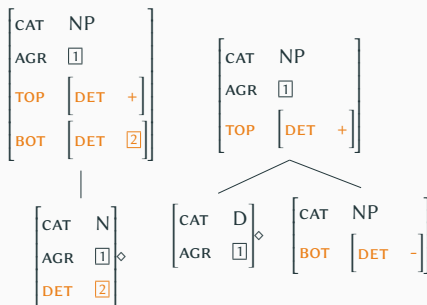 CAT NP
AGR 1
TOP [DET +]
BOT [DET 2]
CAT NP
AGR 1
TOP [DET +]
CAT N
AGR 1
DET 2
◇
CAT D
AGR 1
◇
CAT NP
BOT [DET -]